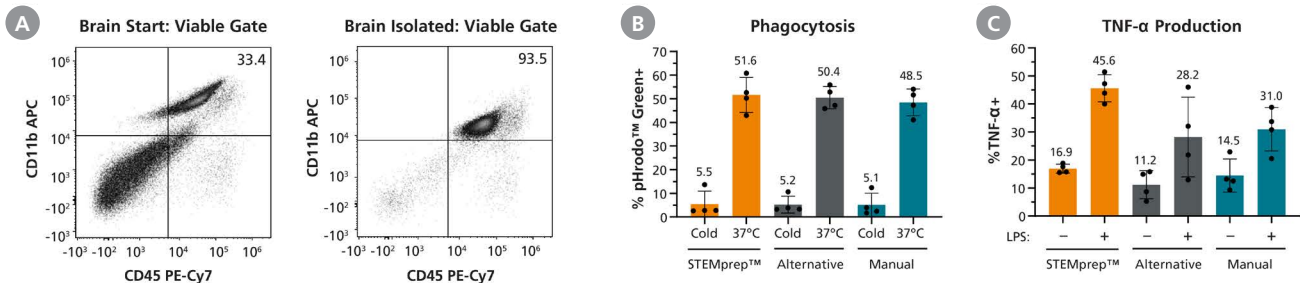 A
Brain Start: Viable Gate
Brain Isolated: Viable Gate
33.4
93.5
CD11b APC
10⁶
10⁵
10⁴
10³
-10²
-10³
-10³ -10² 10³ 10⁴ 10⁵ 10⁶
CD45 PE-Cy7
CD11b APC
10⁶
10⁵
10⁴
10³
-10²
-10³
-10³ -10² 10³ 10⁴ 10⁵ 10⁶
CD45 PE-Cy7
B
Phagocytosis
% pHrodo™ Green+
70
60
50
40
30
20
10
0
5.5
51.6
5.2
50.4
5.1
48.5
Cold 37ºC Cold 37ºC Cold 37ºC
STEMprep™ Alternative Manual
C
TNF-α Production
%TNF-α+
60
50
40
30
20
10
0
16.9
45.6
11.2
28.2
14.5
31.0
LPS: − + − + − +
STEMprep™ Alternative Manual